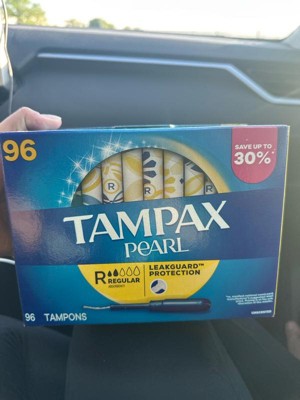 96
SAVE UP TO
30%*
R
R
R
TAMPAX
PEARL
R REGULAR
LEAKGUARD™
PROTECTION
96 TAMPONS